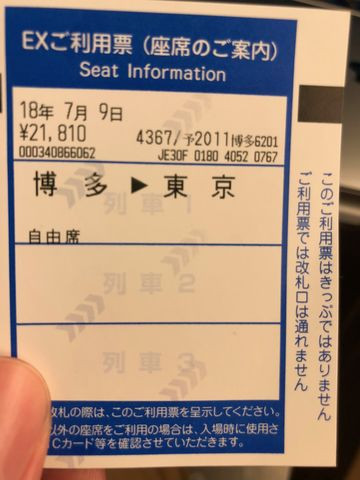 EXご利用票（座席のご案内）
Seat Information
18年 7月 9日
¥21,810
4367/予2011博多6201
000340866062
JE30F 0180 4052 0767
博多 ▶ 東京
列車 1
自由席
列車 2
列車 3
改札の際は、このご利用票を呈示してください。
以外の座席をご利用の場合は、入場時に使用さ
Cカード等を確認させていただきます。
このご利用票はきっぷではありません
ご利用票では改札口は通れません